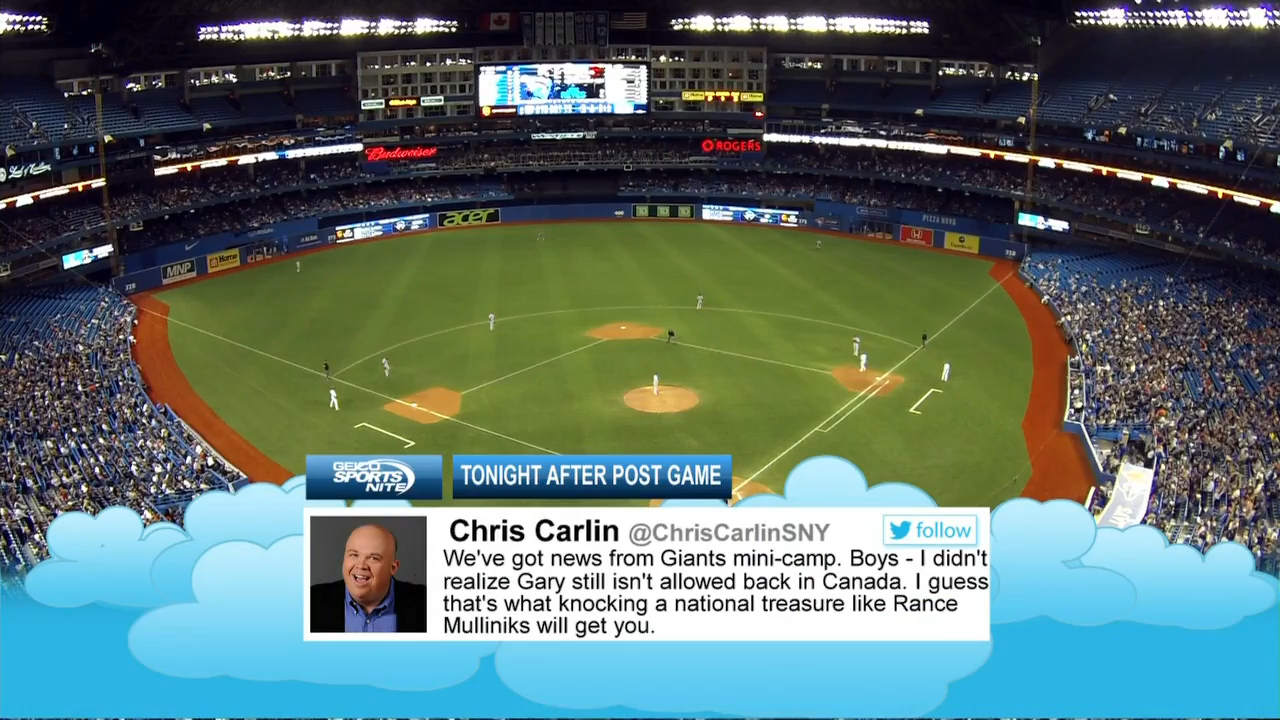 Budweiser
ROGERS
acer
PIZZA NOVA
MNP
Home
328
GEICO
SPORTS
NITE
TONIGHT AFTER POST GAME
Chris Carlin @ChrisCarlinSNY
follow
We've got news from Giants mini-camp. Boys - I didn't
realize Gary still isn't allowed back in Canada. I guess
that's what knocking a national treasure like Rance
Mulliniks will get you.